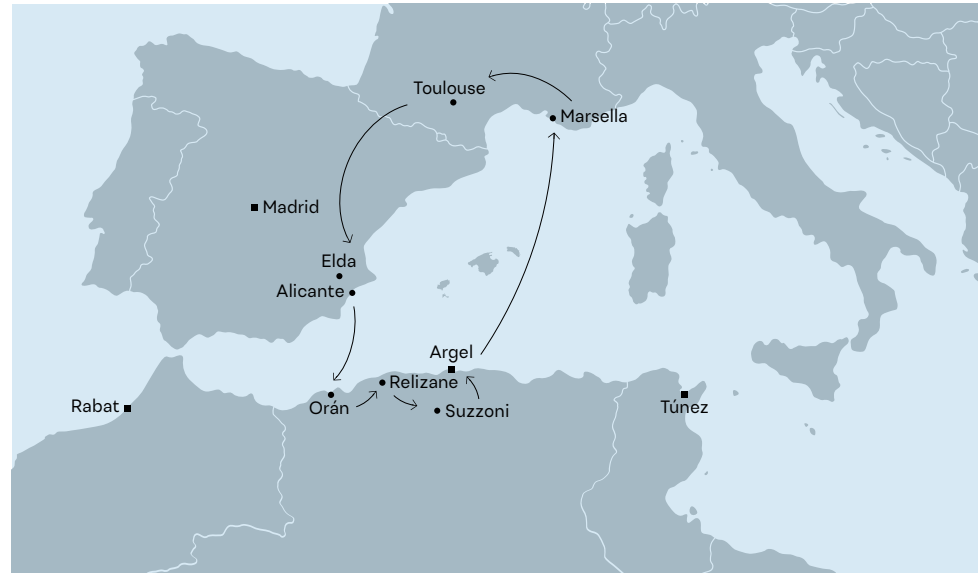 Toulouse
Marsella
Madrid
Elda
Alicante
Argel
Relizane
Rabat
Orán
Suzzoni
Túnez